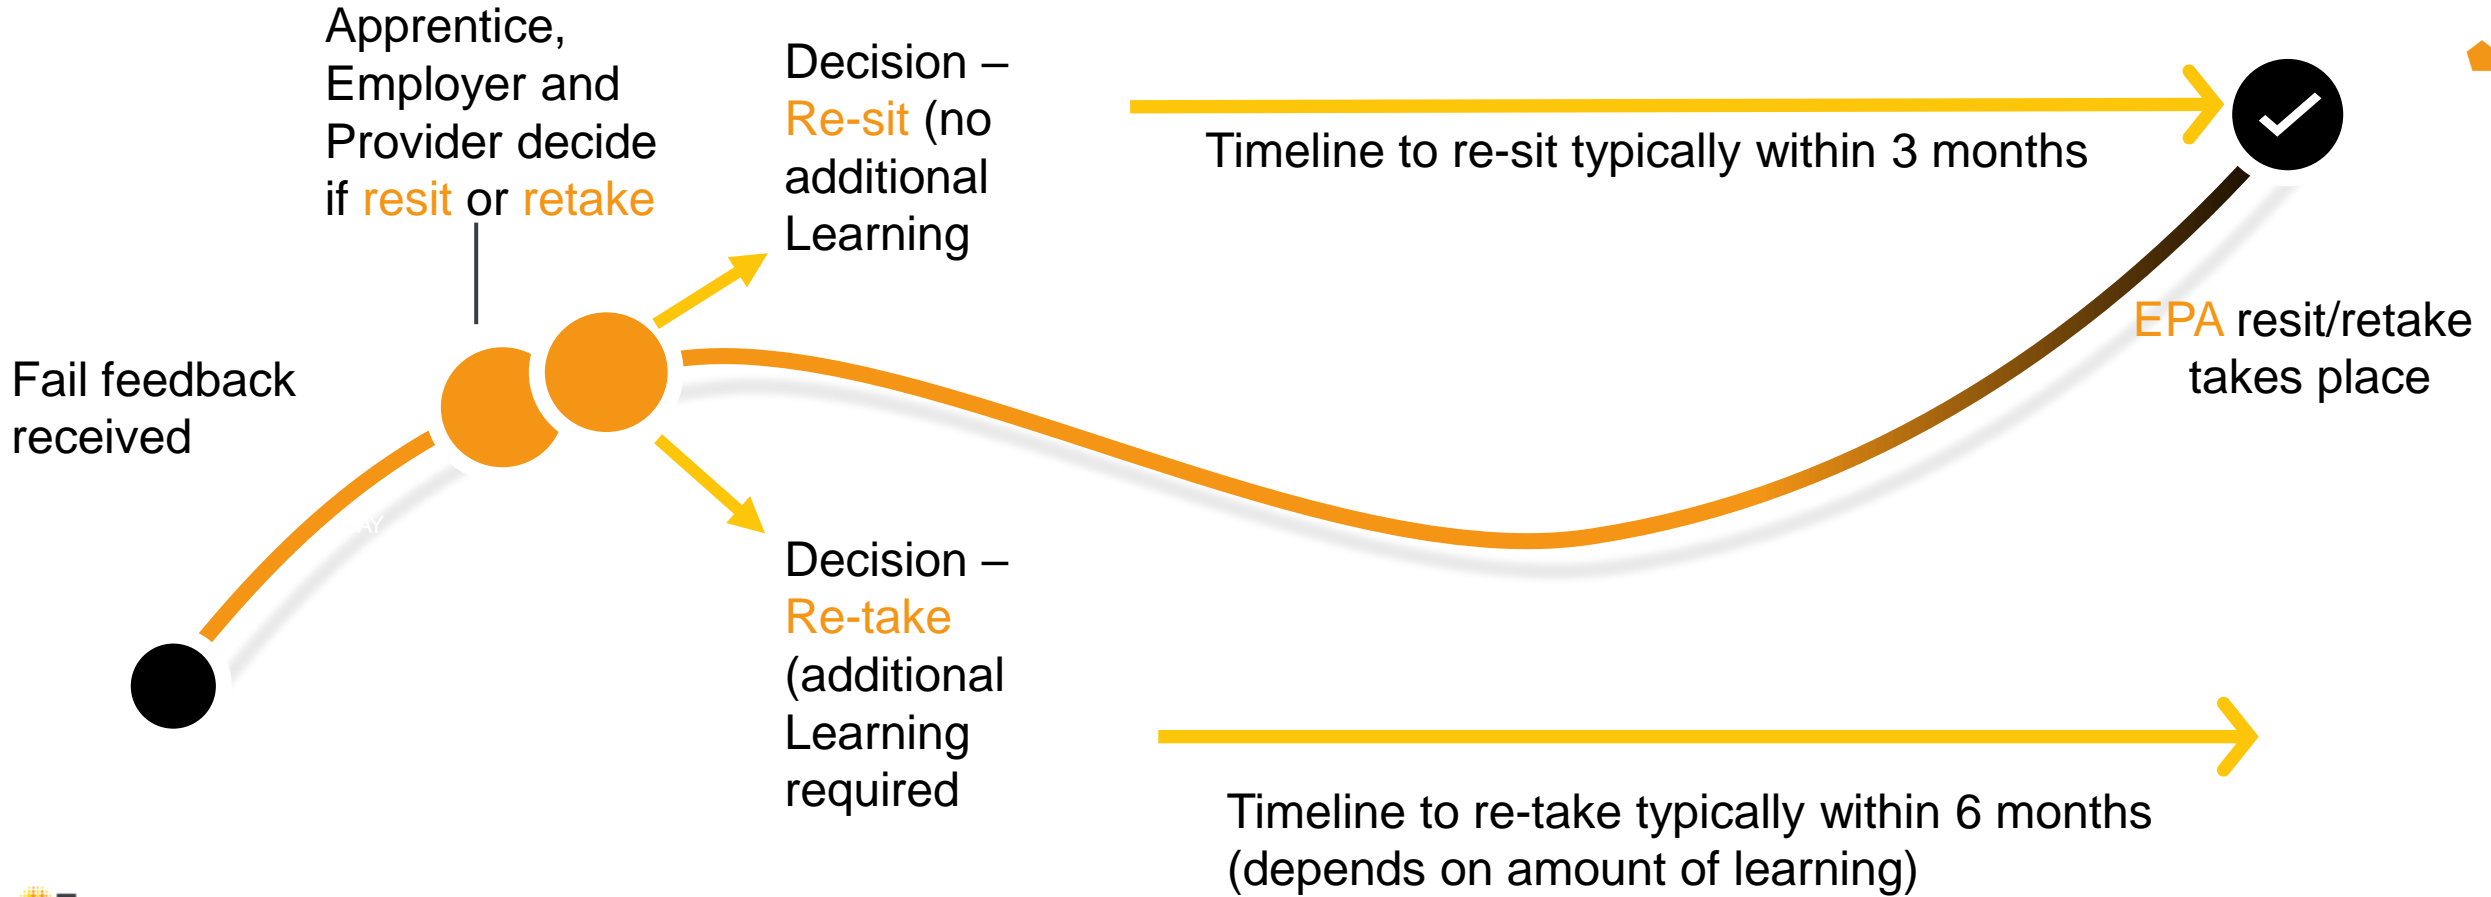 Apprentice,
Employer and
Provider decide
if resit or retake
Decision –
Re-sit (no
additional
Learning
Timeline to re-sit typically within 3 months
Fail feedback
received
EPA resit/retake
takes place
Decision –
Re-take
(additional
Learning
required
Timeline to re-take typically within 6 months
(depends on amount of learning)